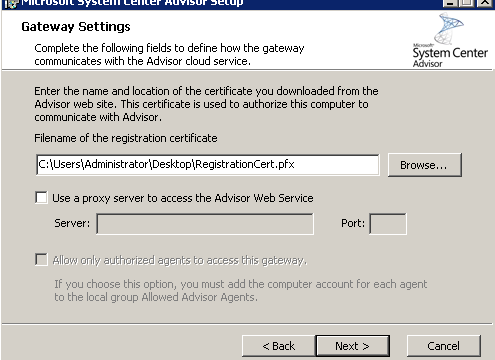 Microsoft System Center Advisor Setup
Gateway Settings
Complete the following fields to define how the gateway
communicates with the Advisor cloud service.
Microsoft
System Center
Advisor
Enter the name and location of the certificate you downloaded from the
Advisor web site. This certificate is used to authorize this computer to
communicate with Advisor.
Filename of the registration certificate
C:\Users\Administrator\Desktop\RegistrationCert.pfx
Browse...
Use a proxy server to access the Advisor Web Service
Server:
Port:
Allow only authorized agents to access this gateway.
If you choose this option, you must add the computer account for each agent
to the local group Allowed Advisor Agents.
< Back
Next >
Cancel